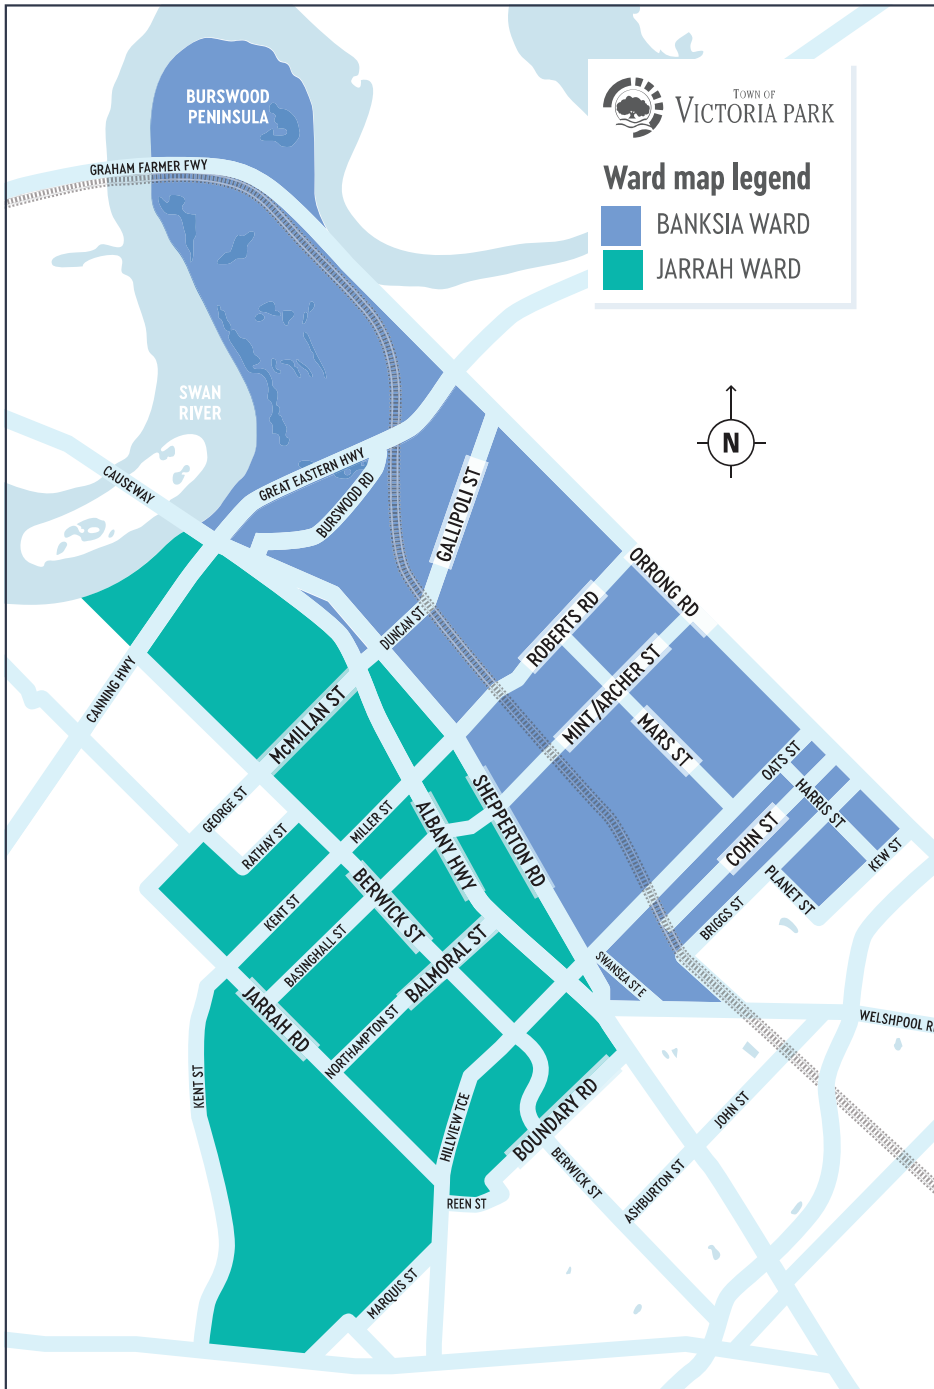 BURSWOOD
PENINSULA
TOWN OF
VICTORIA PARK
Ward map legend
BANKSIA WARD
JARRAH WARD
GRAHAM FARMER FWY
SWAN
RIVER
N
CAUSEWAY
GREAT EASTERN HWY
BURSWOOD RD
GALLIPOLI ST
ORRONG RD
ROBERTS RD
DUNCAN ST
MINT/ARCHER ST
CANNING HWY
McMILLAN ST
MARS ST
OATS ST
HARRIS ST
GEORGE ST
RATHAY ST
MILLER ST
ALBANY HWY
SHEPPERTON RD
COHN ST
KEW ST
PLANET ST
BRIGGS ST
KENT ST
BERWICK ST
BASINGHALL ST
BALMORAL ST
SWANSEA ST E
JARRAH RD
NORTHAMPTON ST
WELSHPOOL R
KENT ST
HILLVIEW TCE
BOUNDARY RD
JOHN ST
BERWICK ST
ASHBURTON ST
REEN ST
MARQUIS ST